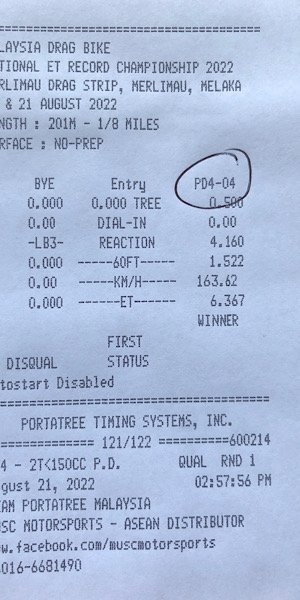 ==========================================
LAYSIA DRAG BIKE
TIONAL ET RECORD CHAMPIONSHIP 2022
RLIMAU DRAG STRIP, MERLIMAU, MELAKA
& 21 AUGUST 2022
NGTH : 201M - 1/8 MILES
RFACE : NO-PREP
BYE Entry PD4-04
0.000 0.000 TREE 0.500
0.00 DIAL-IN 0.00
-LB3- REACTION 4.160
0.000 ------60FT------ 1.522
0.00 ------KM/H------ 163.62
0.000 -------ET------- 6.367
WINNER
FIRST
DISQUAL STATUS
tostart Disabled
==========================================
PORTATREE TIMING SYSTEMS, INC.
============= 121/122 ==========600214
4 - 2T<150CC P.D. QUAL RND 1
gust 21, 2022 02:57:56 PM
AM PORTATREE MALAYSIA
SC MOTORSPORTS - ASEAN DISTRIBUTOR
w.facebook.com/muscmotorsports
016-6681490